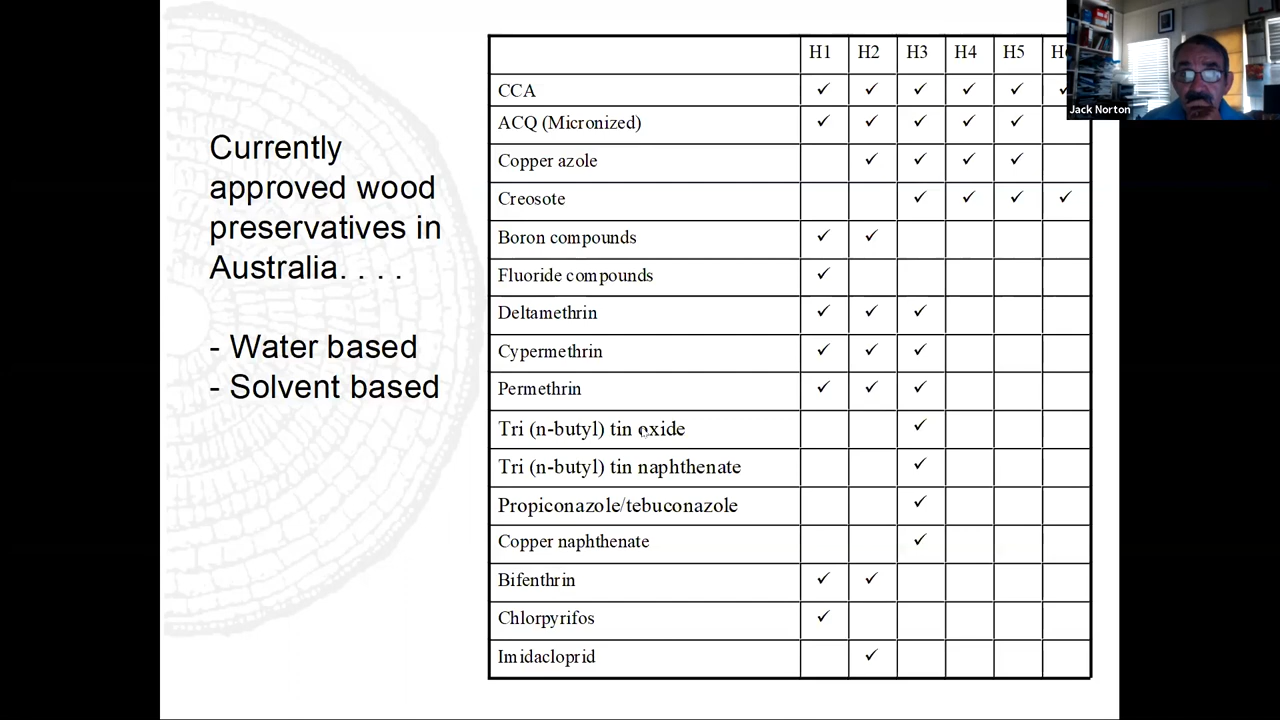 Currently
approved wood
preservatives in
Australia. . . .
- Water based
- Solvent based
H1 H2 H3 H4 H5
CCA ✓ ✓ ✓ ✓ ✓ ✓
ACQ (Micronized) ✓ ✓ ✓ ✓ ✓
Copper azole ✓ ✓ ✓ ✓
Creosote ✓ ✓ ✓ ✓
Boron compounds ✓ ✓
Fluoride compounds ✓
Deltamethrin ✓ ✓ ✓
Cypermethrin ✓ ✓ ✓
Permethrin ✓ ✓ ✓
Tri (n-butyl) tin oxide ✓
Tri (n-butyl) tin naphthenate ✓
Propiconazole/tebuconazole ✓
Copper naphthenate ✓
Bifenthrin ✓ ✓
Chlorpyrifos ✓
Imidacloprid ✓
Jack Norton